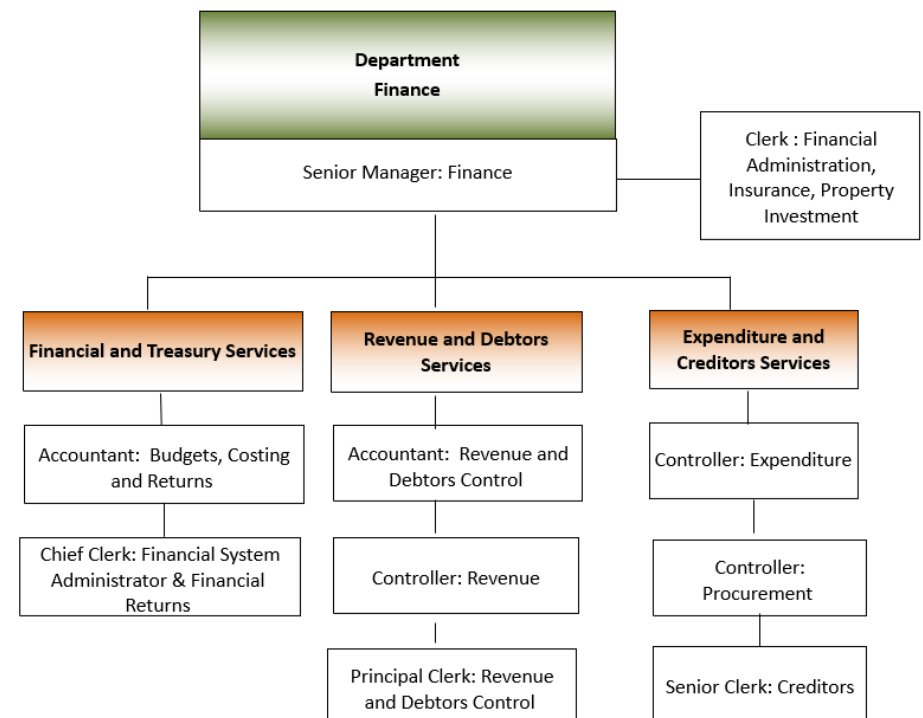 Department
Finance
Senior Manager: Finance
Clerk : Financial
Administration,
Insurance, Property
Investment
Financial and Treasury Services
Accountant:  Budgets, Costing
and Returns
Chief Clerk: Financial System
Administrator & Financial
Returns
Revenue and Debtors
Services
Accountant:  Revenue and
Debtors Control
Controller: Revenue
Principal Clerk: Revenue
and Debtors Control
Expenditure and
Creditors Services
Controller: Expenditure
Controller:
Procurement
Senior Clerk: Creditors